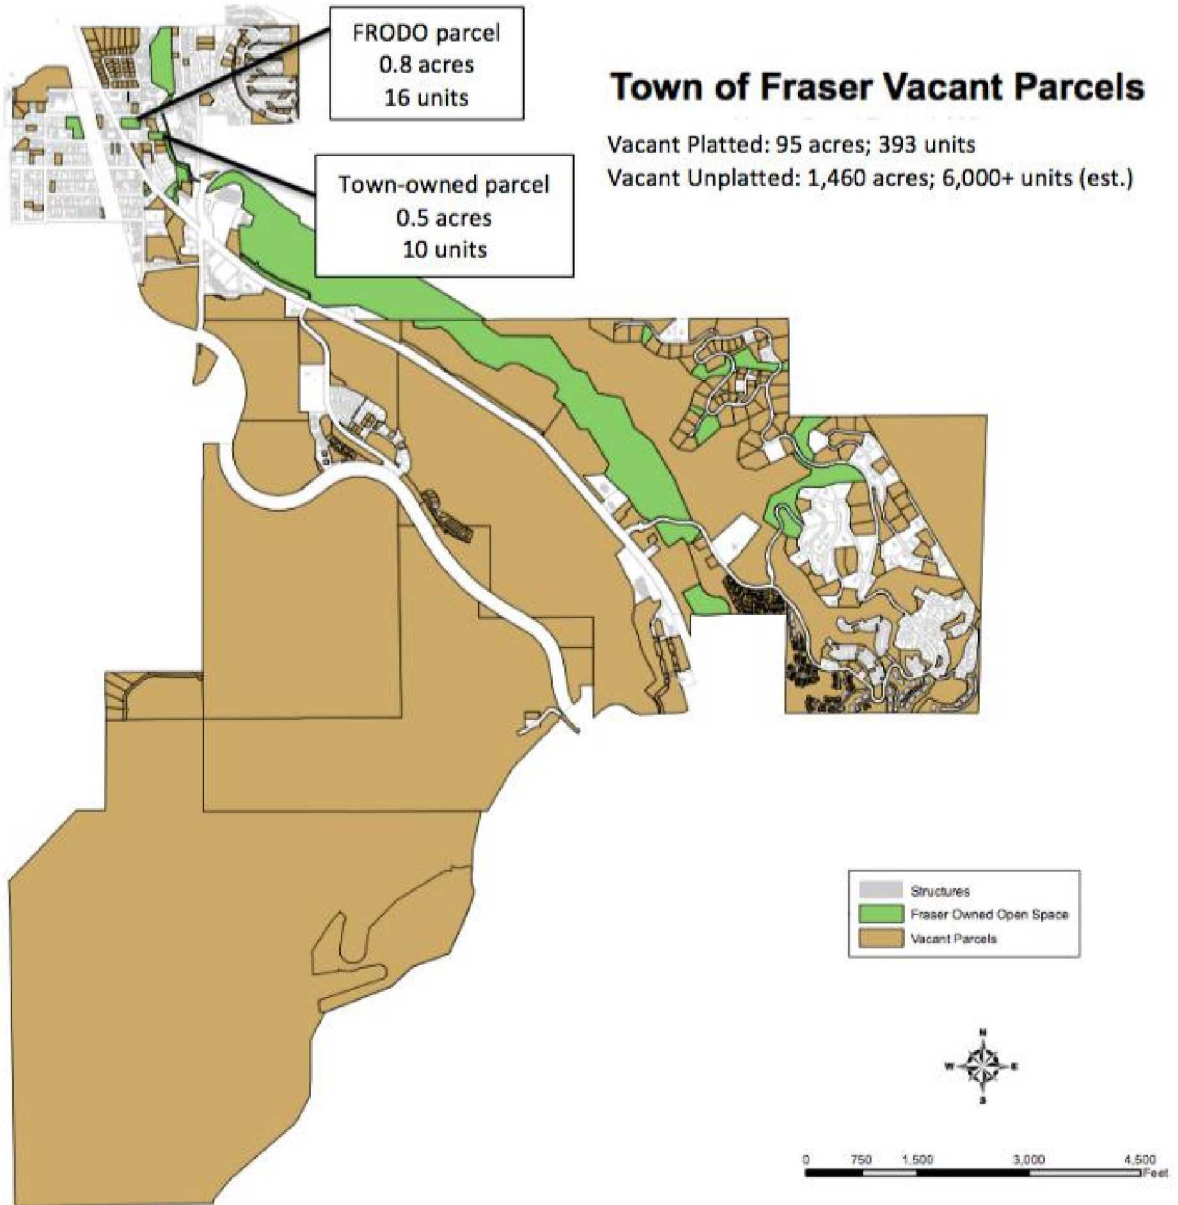 FRODO parcel
0.8 acres
16 units
Town of Fraser Vacant Parcels
Vacant Platted: 95 acres; 393 units
Vacant Unplatted: 1,460 acres; 6,000+ units (est.)
Town-owned parcel
0.5 acres
10 units
Structures
Fraser Owned Open Space
Vacant Parcels
N
W E
S
0 750 1,500 3,000 4,500
Feet